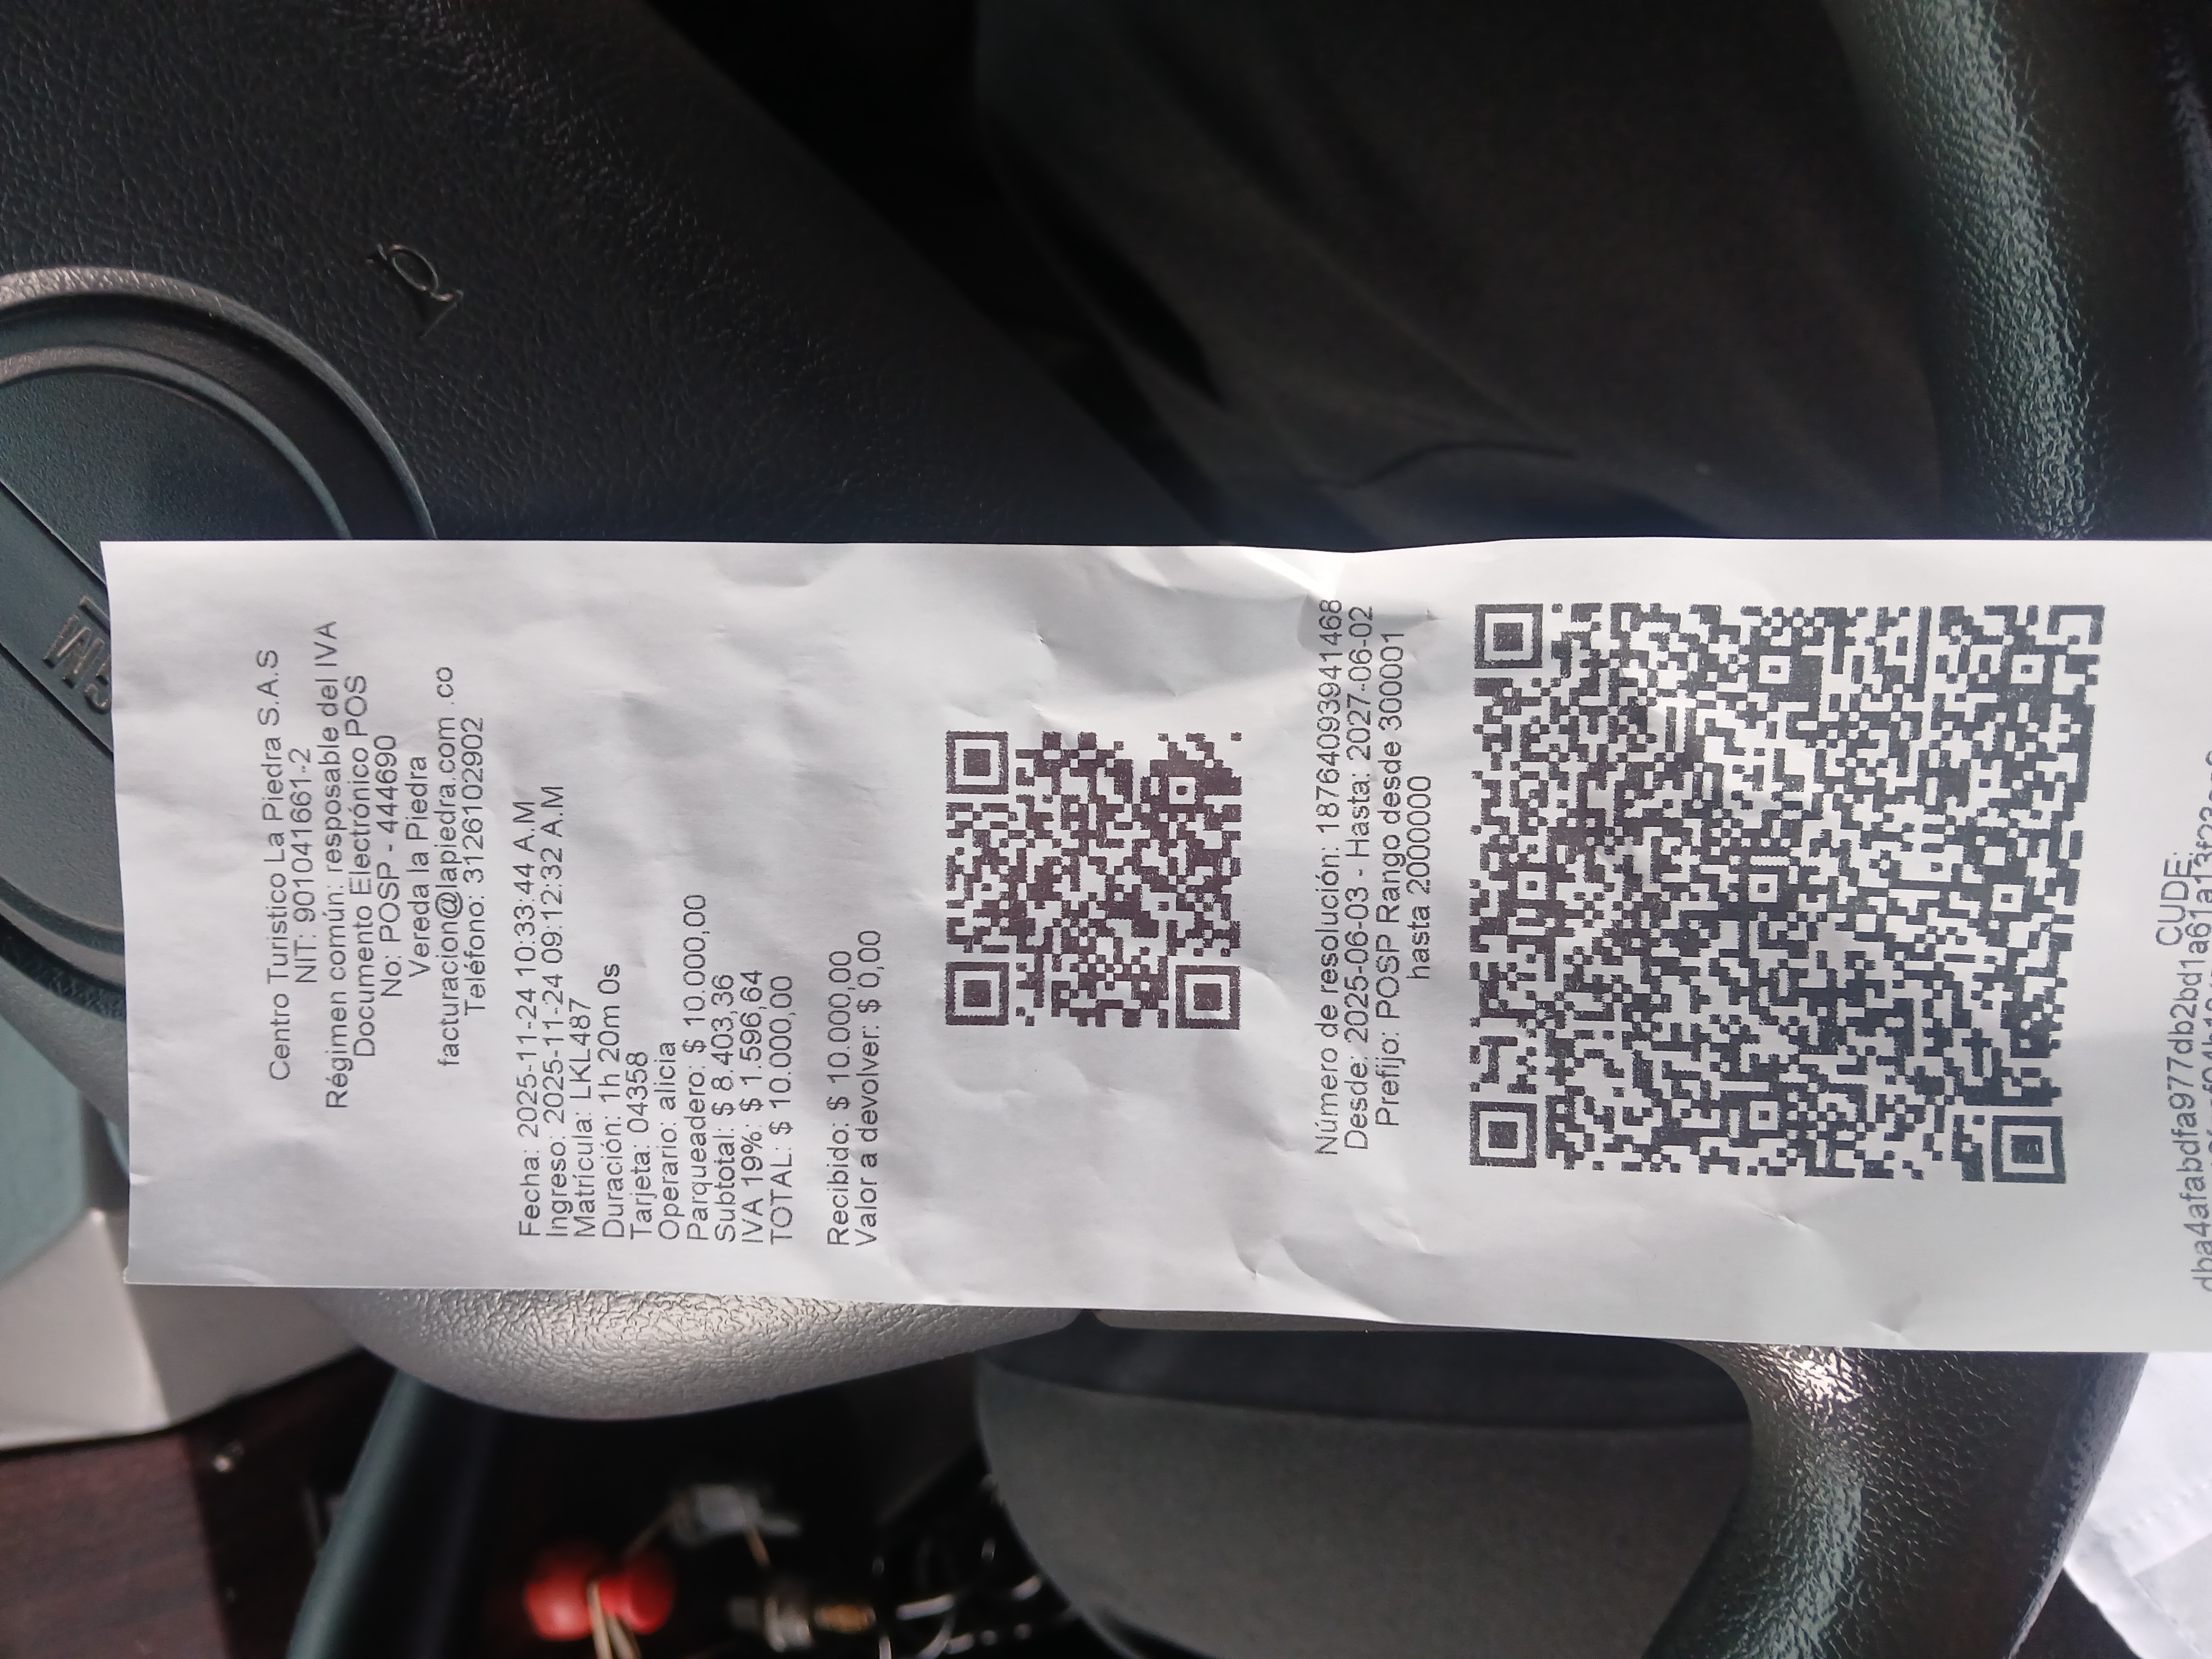 Centro Turistico La Piedra S.A.S
NIT: 901041661-2
Régimen común: resposable del IVA
Documento Electrónico POS
No: POSP - 444690
Vereda la Piedra
facturacion@lapiedra.com .co
Teléfono: 3126102902
Fecha: 2025-11-24 10:33:44 A.M
Ingreso: 2025-11-24 09:12:32 A.M
Matrícula: LKL487
Duración: 1h 20m 0s
Tarjeta: 04358
Operario: alicia
Parqueadero: $ 10.000,00
Subtotal: $ 8.403,36
IVA 19%: $ 1.596,64
TOTAL: $ 10.000,00
Recibido: $ 10.000,00
Valor a devolver: $ 0,00
Número de resolución: 18764093941468
Desde: 2025-06-03 - Hasta: 2027-06-02
Prefijo: POSP Rango desde 300001
hasta 2000000
CUDE: